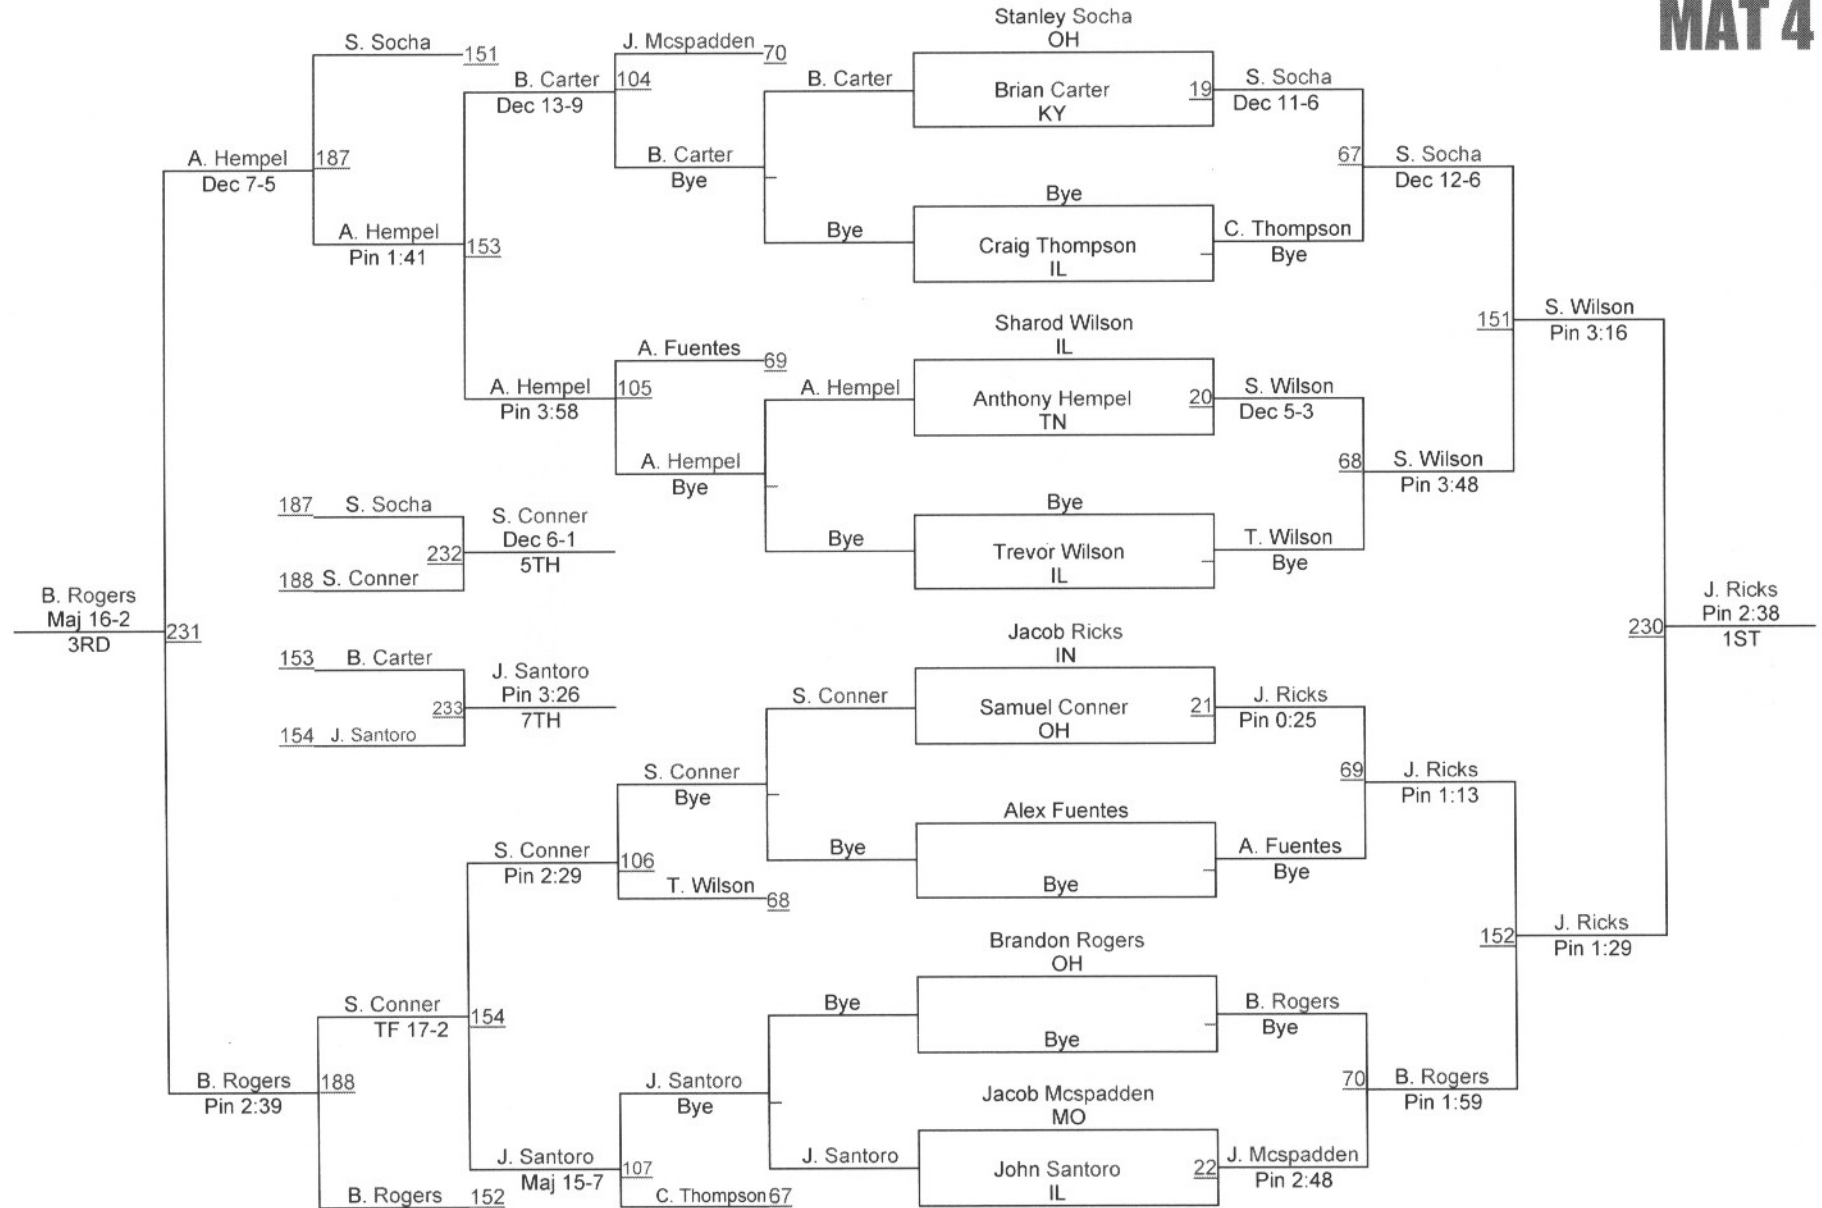 MAT 4
Stanley Socha
OH
Brian Carter
KY
19
Bye
Craig Thompson
IL
Sharod Wilson
IL
Anthony Hempel
TN
20
Bye
Trevor Wilson
IL
Jacob Ricks
IN
Samuel Conner
OH
21
Alex Fuentes
Bye
Brandon Rogers
OH
Bye
Jacob Mcspadden
MO
John Santoro
IL
22
S. Socha
Dec 11-6
67
C. Thompson
Bye
S. Wilson
Dec 5-3
68
T. Wilson
Bye
J. Ricks
Pin 0:25
69
A. Fuentes
Bye
B. Rogers
Bye
70
J. Mcspadden
Pin 2:48
S. Socha
Dec 12-6
151
S. Wilson
Pin 3:48
J. Ricks
Pin 1:13
152
B. Rogers
Pin 1:59
S. Wilson
Pin 3:16
230
J. Ricks
Pin 1:29
J. Ricks
Pin 2:38
1ST
B. Carter
Bye
A. Hempel
Bye
S. Conner
Bye
Bye
J. Santoro
J. Mcspadden
70
104
B. Carter
Bye
A. Fuentes
69
105
A. Hempel
Bye
S. Conner
Bye
106
T. Wilson
68
J. Santoro
Bye
107
C. Thompson
67
B. Carter
Dec 13-9
153
A. Hempel
Pin 3:58
S. Conner
Pin 2:29
154
J. Santoro
Maj 15-7
S. Socha
151
187
A. Hempel
Pin 1:41
S. Conner
TF 17-2
188
B. Rogers
152
A. Hempel
Dec 7-5
231
B. Rogers
Pin 2:39
B. Rogers
Maj 16-2
3RD
187
S. Socha
232
188
S. Conner
S. Conner
Dec 6-1
5TH
153
B. Carter
233
154
J. Santoro
J. Santoro
Pin 3:26
7TH